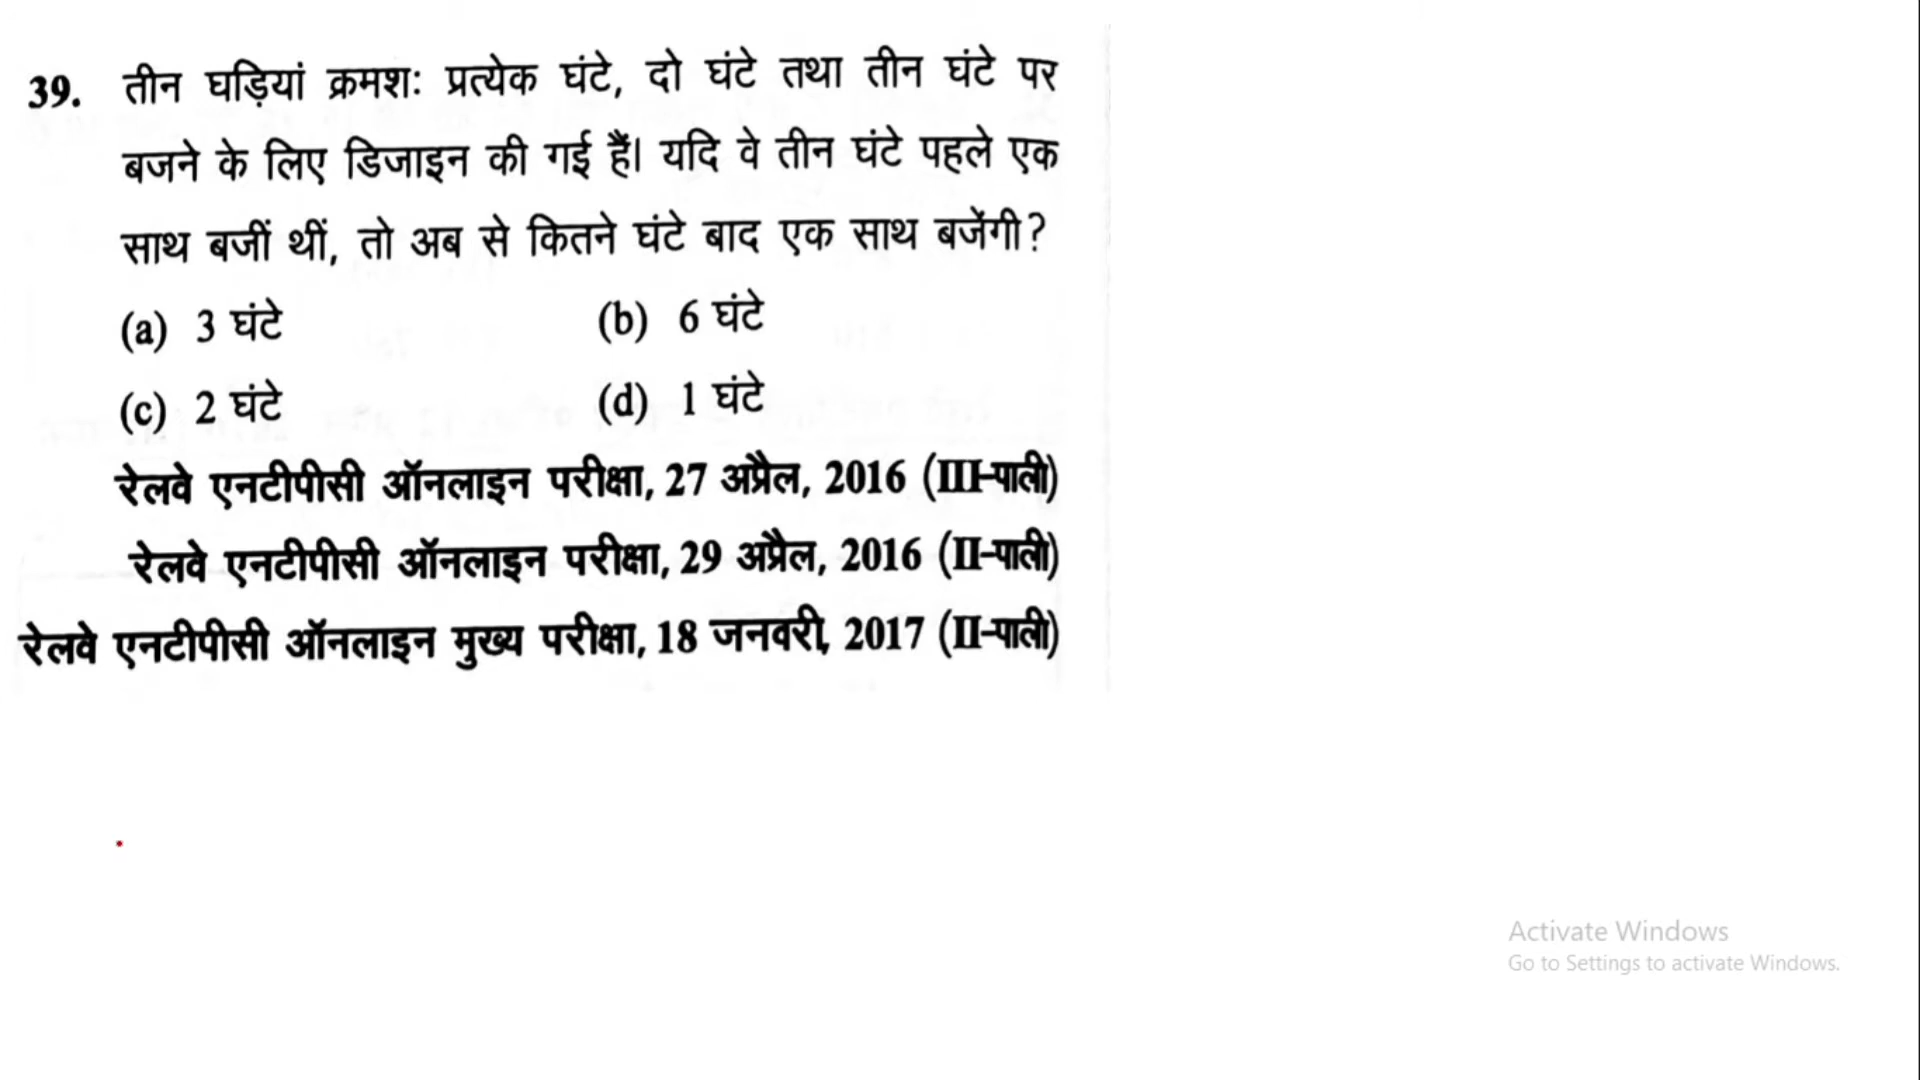 39. तीन घड़ियां क्रमशः प्रत्येक घंटे, दो घंटे तथा तीन घंटे पर
बजने के लिए डिजाइन की गई हैं। यदि वे तीन घंटे पहले एक
साथ बजीं थीं, तो अब से कितने घंटे बाद एक साथ बजेंगी?
(a) 3 घंटे (b) 6 घंटे
(c) 2 घंटे (d) 1 घंटे
रेलवे एनटीपीसी ऑनलाइन परीक्षा, 27 अप्रैल, 2016 (III-पाली)
रेलवे एनटीपीसी ऑनलाइन परीक्षा, 29 अप्रैल, 2016 (II-पाली)
रेलवे एनटीपीसी ऑनलाइन मुख्य परीक्षा, 18 जनवरी, 2017 (II-पाली)
Activate Windows
Go to Settings to activate Windows.